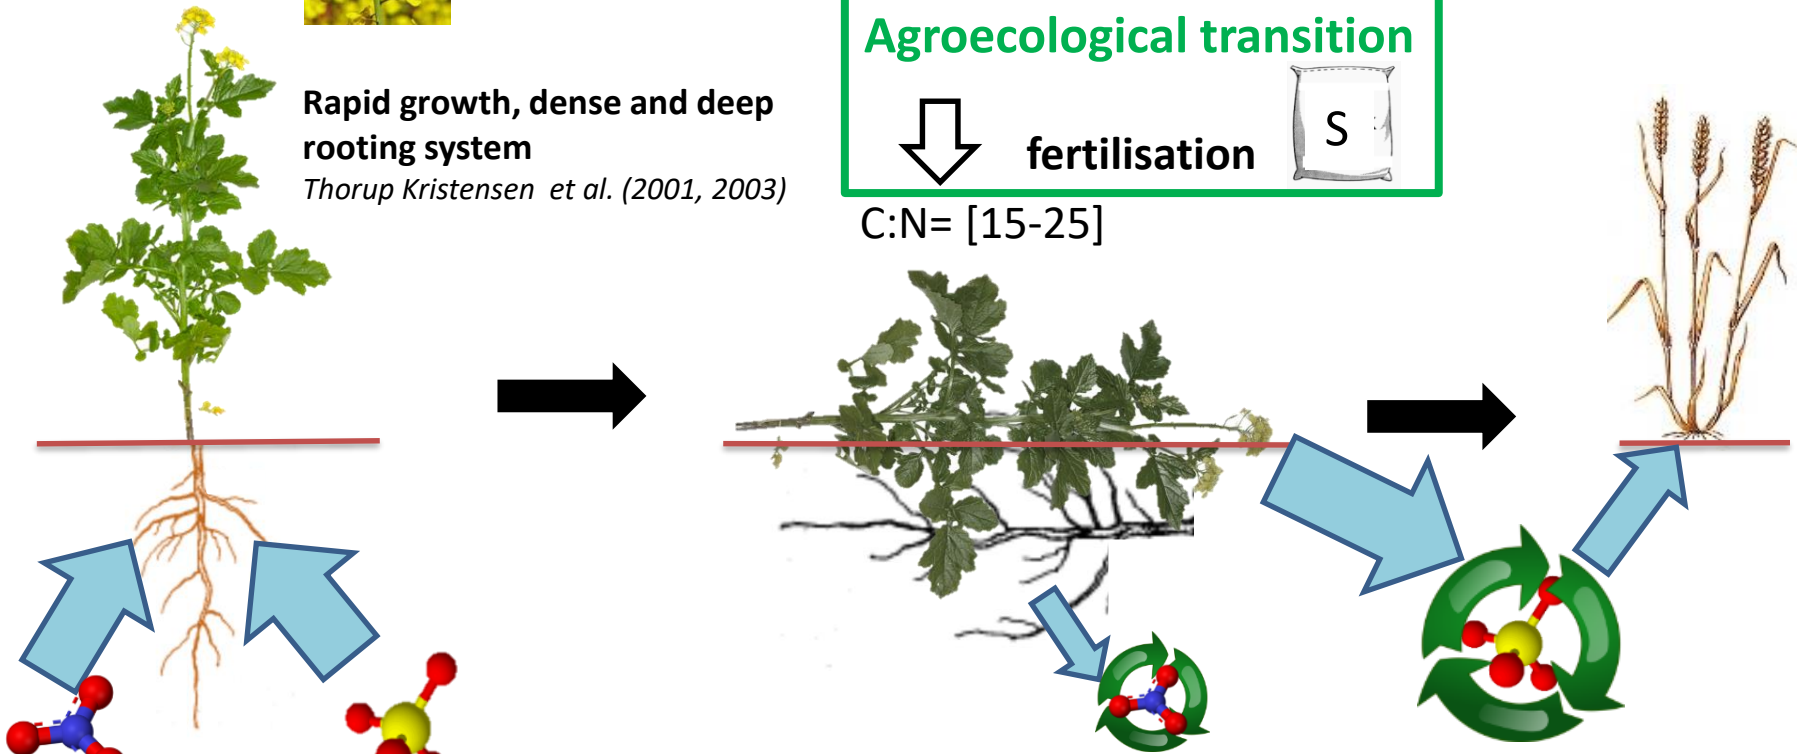 Rapid growth, dense and deep
rooting system
Thorup Kristensen et al. (2001, 2003)
Agroecological transition
fertilisation
S
C:N= [15-25]